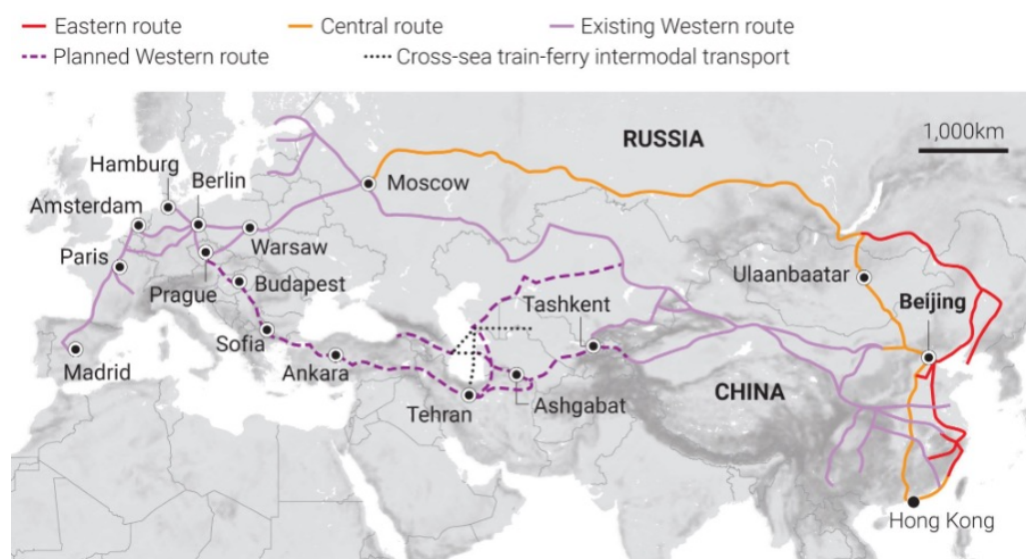 Eastern route
Central route
Existing Western route
Planned Western route
Cross-sea train-ferry intermodal transport
RUSSIA
1,000km
Hamburg
Berlin
Moscow
Amsterdam
Warsaw
Paris
Ulaanbaatar
Budapest
Prague
Tashkent
Beijing
Sofia
Ankara
Madrid
CHINA
Tehran
Ashgabat
Hong Kong